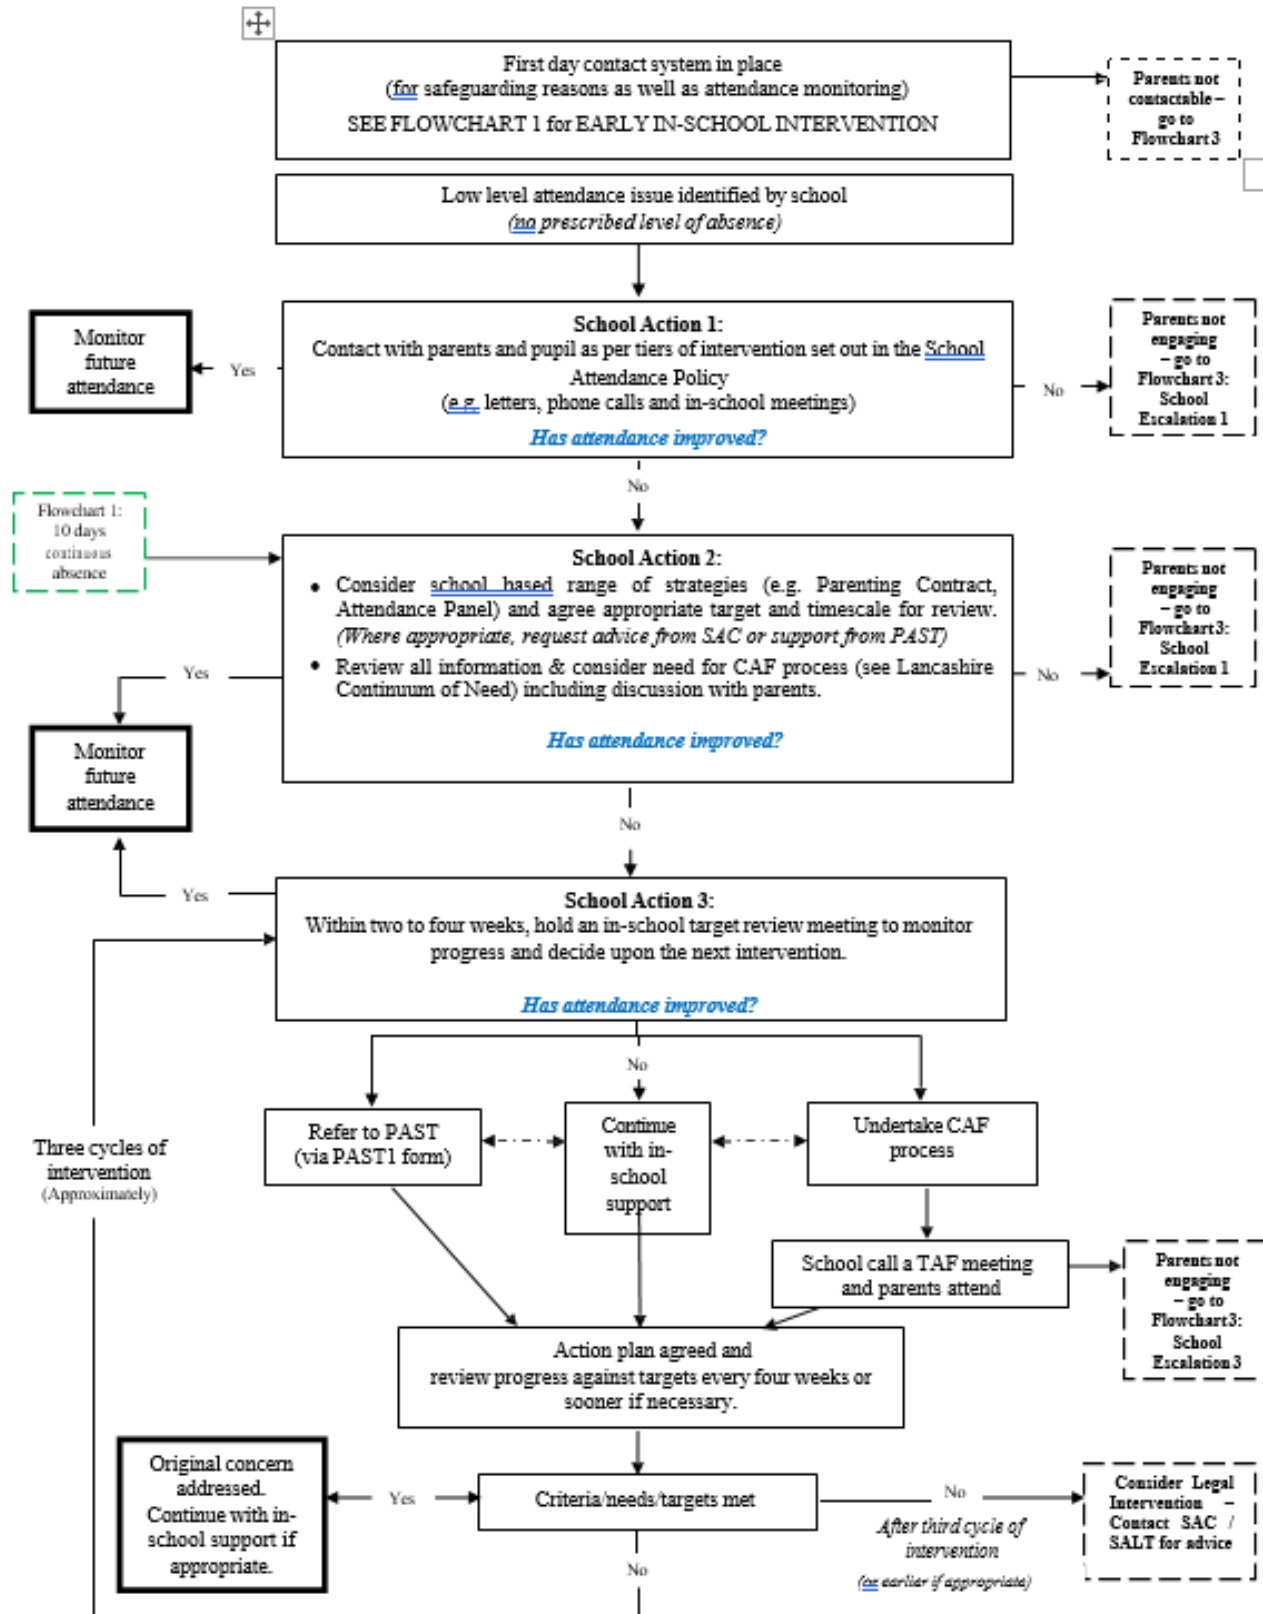 First day contact system in place
(for safeguarding reasons as well as attendance monitoring)
SEE FLOWCHART 1 for EARLY IN-SCHOOL INTERVENTION
Parents not
contactable –
go to
Flowchart 3
Low level attendance issue identified by school
(no prescribed level of absence)
Monitor
future
attendance
Yes
School Action 1:
Contact with parents and pupil as per tiers of intervention set out in the School
Attendance Policy
(e.g. letters, phone calls and in-school meetings)
Has attendance improved?
No
Parents not
engaging
– go to
Flowchart 3:
School
Escalation 1
No
Flowchart 1:
10 days
continuous
absence
School Action 2:
• Consider school based range of strategies (e.g. Parenting Contract,
Attendance Panel) and agree appropriate target and timescale for review.
(Where appropriate, request advice from SAC or support from PAST)
• Review all information & consider need for CAF process (see Lancashire
Continuum of Need) including discussion with parents.
Has attendance improved?
No
Parents not
engaging
– go to
Flowchart 3:
School
Escalation 1
Yes
Monitor
future
attendance
No
Yes
School Action 3:
Within two to four weeks, hold an in-school target review meeting to monitor
progress and decide upon the next intervention.
Has attendance improved?
No
Three cycles of
intervention
(Approximately)
Refer to PAST
(via PAST1 form)
Continue
with in-
school
support
Undertake CAF
process
School call a TAF meeting
and parents attend
Parents not
engaging
– go to
Flowchart 3:
School
Escalation 3
Action plan agreed and
review progress against targets every four weeks or
sooner if necessary.
Original concern
addressed.
Continue with in-
school support if
appropriate.
Yes
Criteria/needs/targets met
No
After third cycle of
intervention
(or earlier if appropriate)
Consider Legal
Intervention –
Contact SAC /
SALT for advice
No